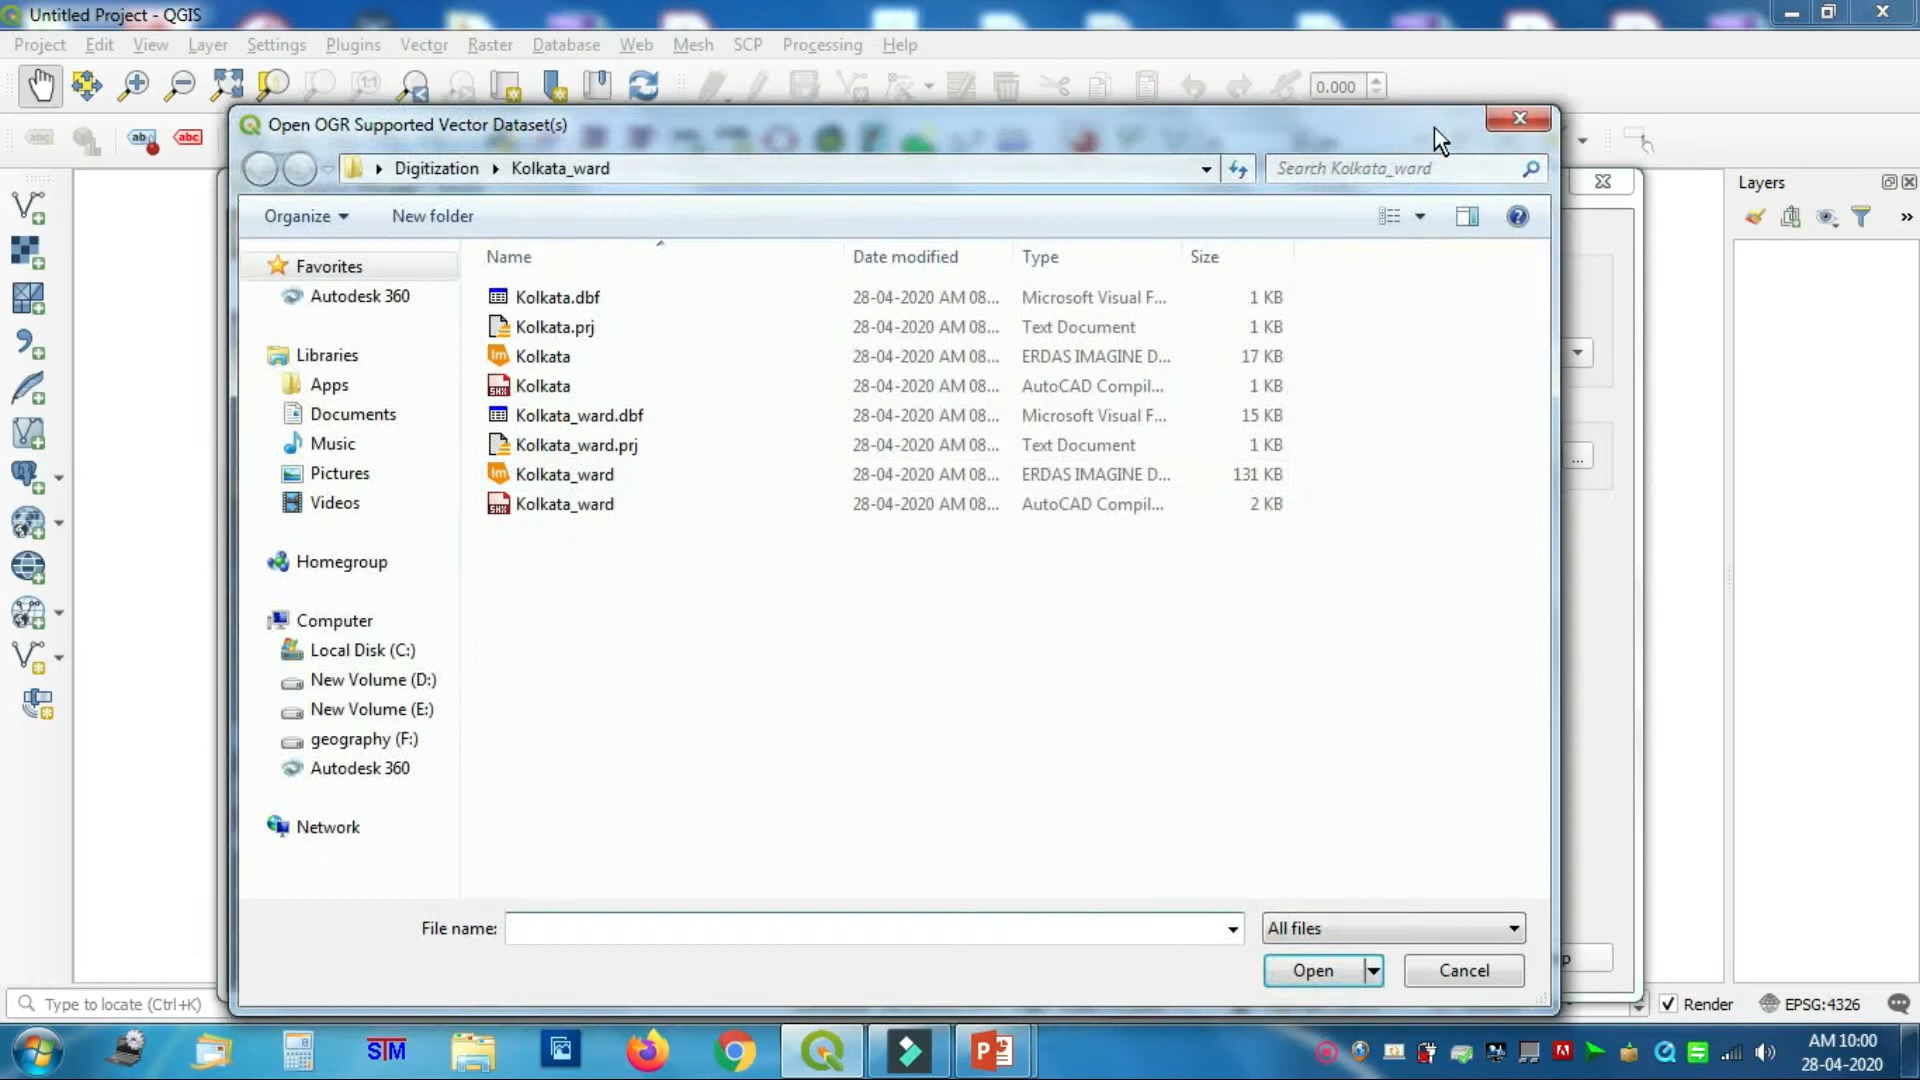 Untitled Project - QGIS
Project Edit View Layer Settings Plugins Vector Raster Database Web Mesh SCP Processing Help
0.000
abc ab abc
Open OGR Supported Vector Dataset(s)
Digitization Kolkata_ward
Search Kolkata_ward
Layers
Organize New folder
Name Date modified Type Size
Favorites
Autodesk 360
Libraries
Apps
Documents
Music
Pictures
Videos
Homegroup
Computer
Local Disk (C:)
New Volume (D:)
New Volume (E:)
geography (F:)
Autodesk 360
Network
Kolkata.dbf 28-04-2020 AM 08... Microsoft Visual F... 1 KB
Kolkata.prj 28-04-2020 AM 08... Text Document 1 KB
Kolkata 28-04-2020 AM 08... ERDAS IMAGINE D... 17 KB
Kolkata 28-04-2020 AM 08... AutoCAD Compil... 1 KB
Kolkata_ward.dbf 28-04-2020 AM 08... Microsoft Visual F... 15 KB
Kolkata_ward.prj 28-04-2020 AM 08... Text Document 1 KB
Kolkata_ward 28-04-2020 AM 08... ERDAS IMAGINE D... 131 KB
Kolkata_ward 28-04-2020 AM 08... AutoCAD Compil... 2 KB
File name:
All files
Open
Cancel
Type to locate (Ctrl+K)
Render EPSG:4326
STM
AM 10:00
28-04-2020